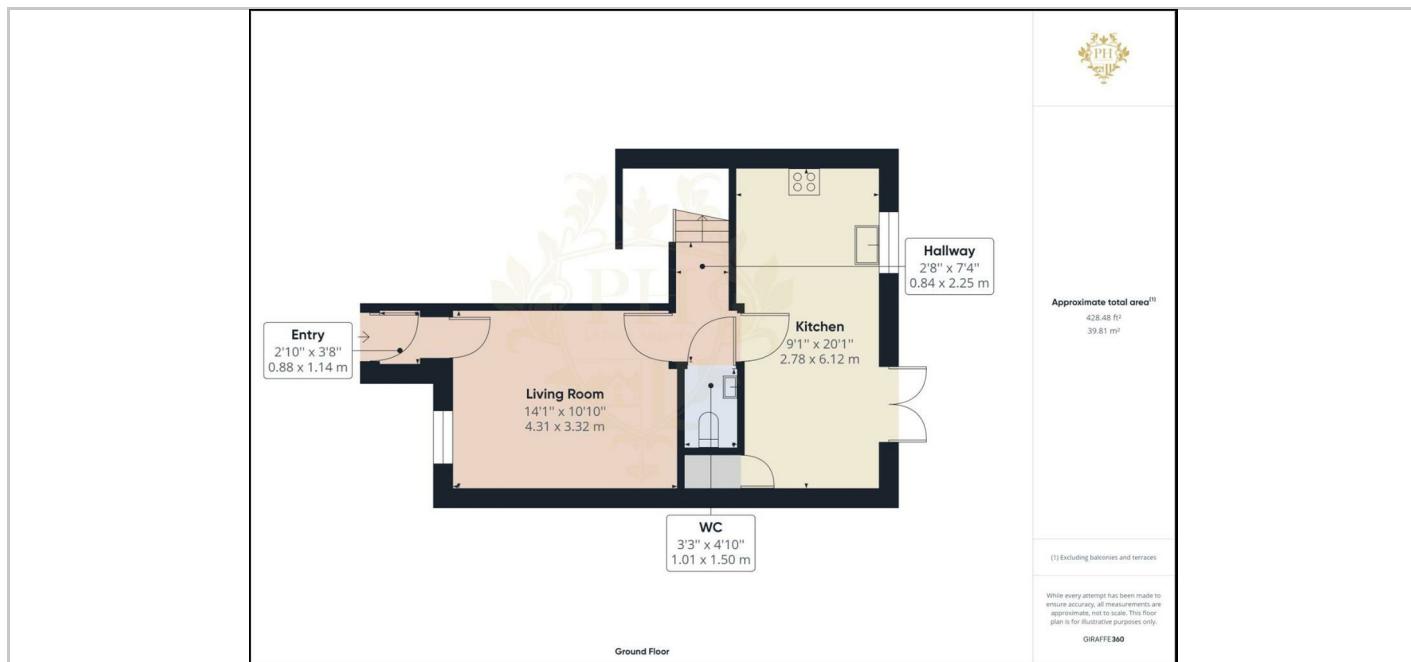 PH
Hallway
2'8" x 7'4"
0.84 x 2.25 m
Entry
2'10" x 3'8"
0.88 x 1.14 m
Kitchen
9'1" x 20'1"
2.78 x 6.12 m
Living Room
14'1" x 10'10"
4.31 x 3.32 m
WC
3'3" x 4'10"
1.01 x 1.50 m
Ground Floor
PH
Approximate total area(1)
428.48 ft²
39.81 m²
(1) Excluding balconies and terraces
While every attempt has been made to
ensure accuracy, all measurements are
approximate, not to scale. This floor
plan is for illustrative purposes only.
GIRAFFE360